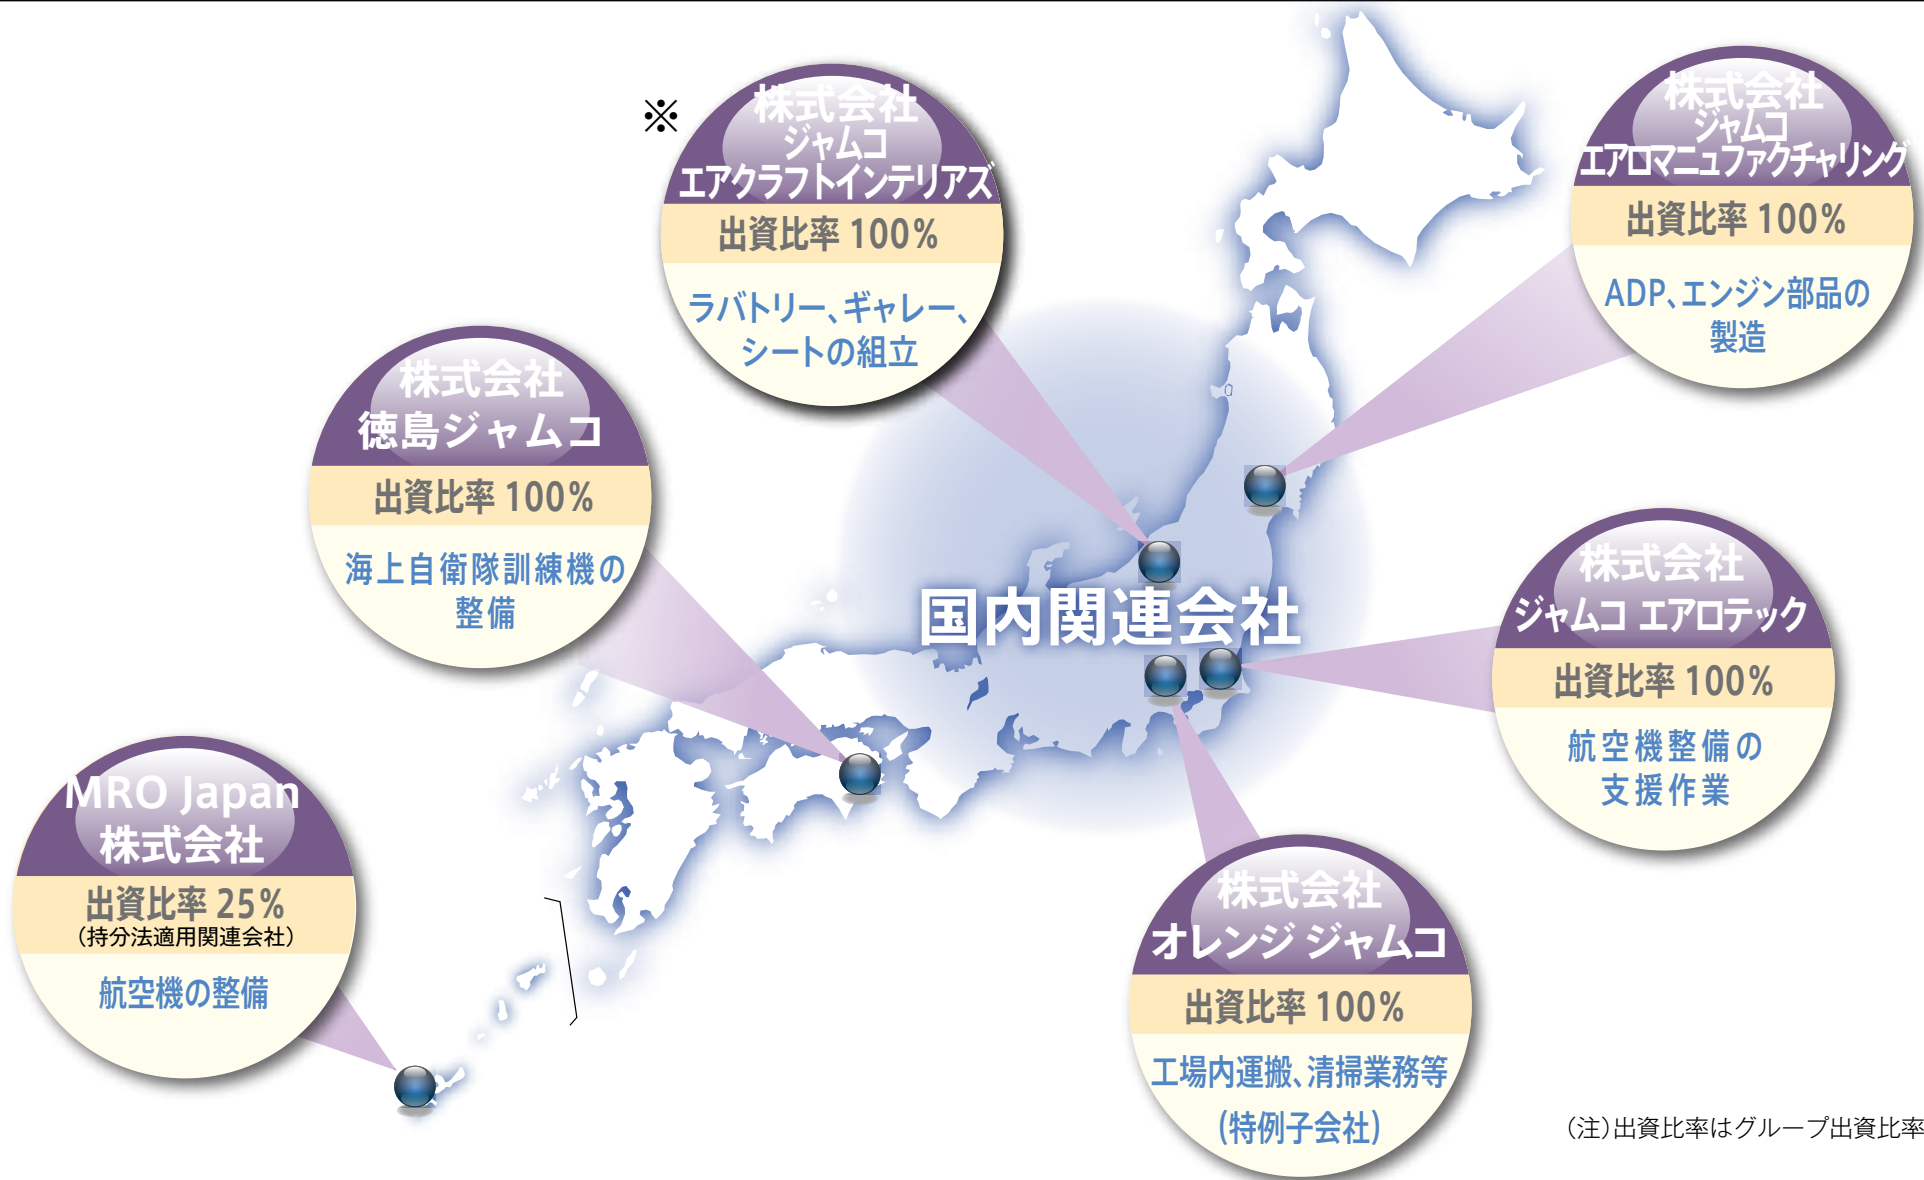 ※
株式会社
ジャムコ
エアクラフトインテリアズ
出資比率 100%
ラバトリー、ギャレー、
シートの組立
株式会社
ジャムコ
エアロマニュファクチャリング
出資比率 100%
ADP、エンジン部品の
製造
株式会社
徳島ジャムコ
出資比率 100%
海上自衛隊訓練機の
整備
国内関連会社
株式会社
ジャムコ エアロテック
出資比率 100%
航空機整備の
支援作業
MRO Japan
株式会社
出資比率 25%
（持分法適用関連会社）
航空機の整備
株式会社
オレンジ ジャムコ
出資比率 100%
工場内運搬、清掃業務等
(特例子会社)
（注）出資比率はグループ出資比率